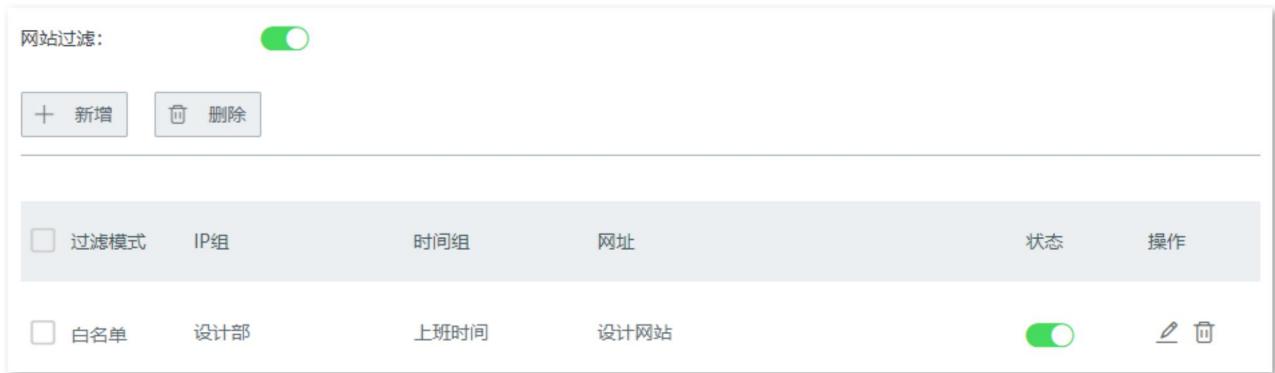 网站过滤:
新增 删除
过滤模式 IP组 时间组 网址 状态 操作
白名单 设计部 上班时间 设计网站